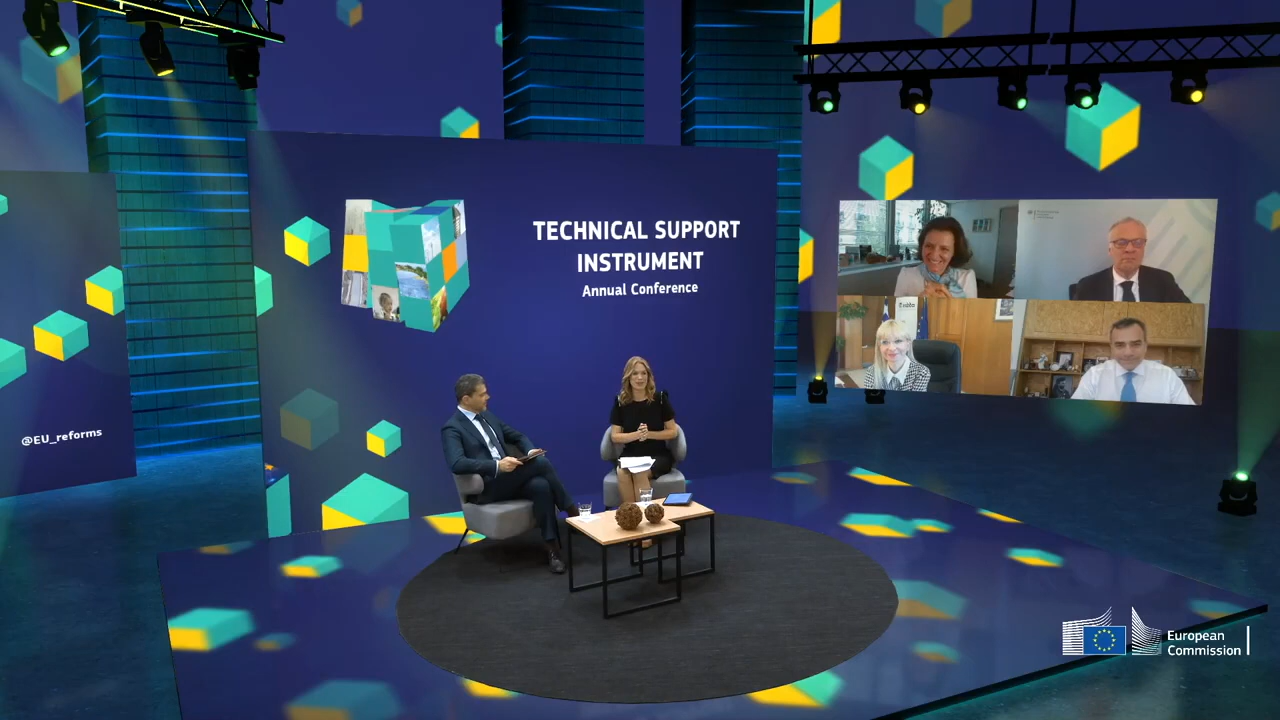 TECHNICAL SUPPORT
INSTRUMENT
Annual Conference
@EU_reforms
European
Commission